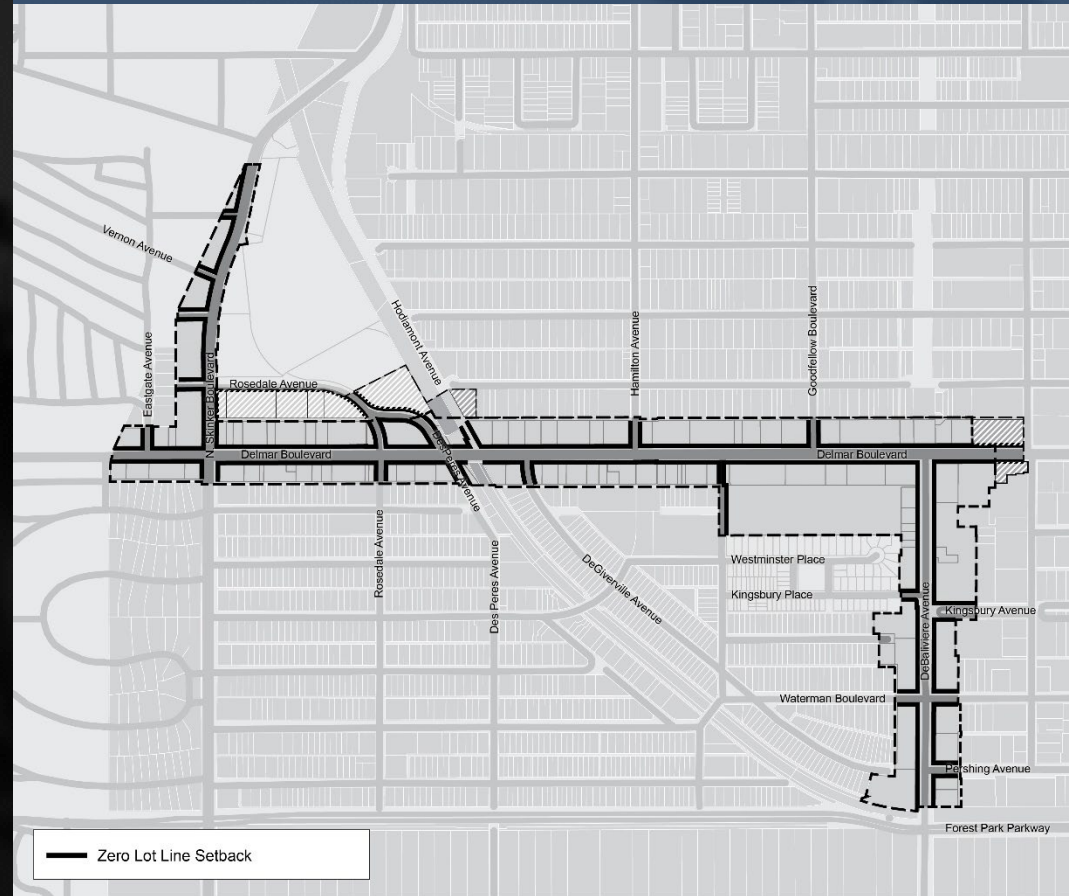 Vernon Avenue
Eastgate Avenue
N. Skinker Boulevard
Rosedale Avenue
Hodiamont Avenue
Hamilton Avenue
Goodfellow Boulevard
Delmar Boulevard
DesPeres Avenue
Delmar Boulevard
Rosedale Avenue
Des Peres Avenue
DeGiverville Avenue
Westminster Place
Kingsbury Place
DeBaliviere Avenue
Kingsbury Avenue
Waterman Boulevard
Pershing Avenue
Forest Park Parkway
Zero Lot Line Setback